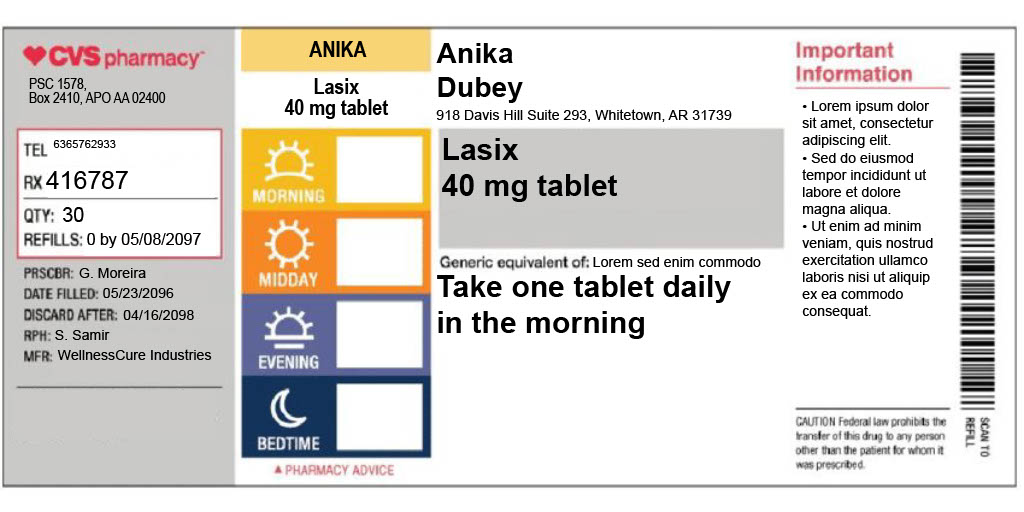 CVS pharmacy
PSC 1578,
Box 2410, APO AA 02400
TEL 6365762933
RX 416787
QTY: 30
REFILLS: 0 by 05/08/2097
PRSCBR: G. Moreira
DATE FILLED: 05/23/2096
DISCARD AFTER: 04/16/2098
RPH: S. Samir
MFR: WellnessCure Industries
ANIKA
Lasix
40 mg tablet
MORNING
MIDDAY
EVENING
BEDTIME
▲ PHARMACY ADVICE
Anika
Dubey
918 Davis Hill Suite 293, Whitetown, AR 31739
Lasix
40 mg tablet
Generic equivalent of: Lorem sed enim commodo
Take one tablet daily
in the morning
Important
Information
• Lorem ipsum dolor
sit amet, consectetur
adipiscing elit.
• Sed do eiusmod
tempor incididunt ut
labore et dolore
magna aliqua.
• Ut enim ad minim
veniam, quis nostrud
exercitation ullamco
laboris nisi ut aliquip
ex ea commodo
consequat.
CAUTION Federal law prohibits the
transfer of this drug to any person
other than the patient for whom it
was prescribed.
SCAN TO
REFILL